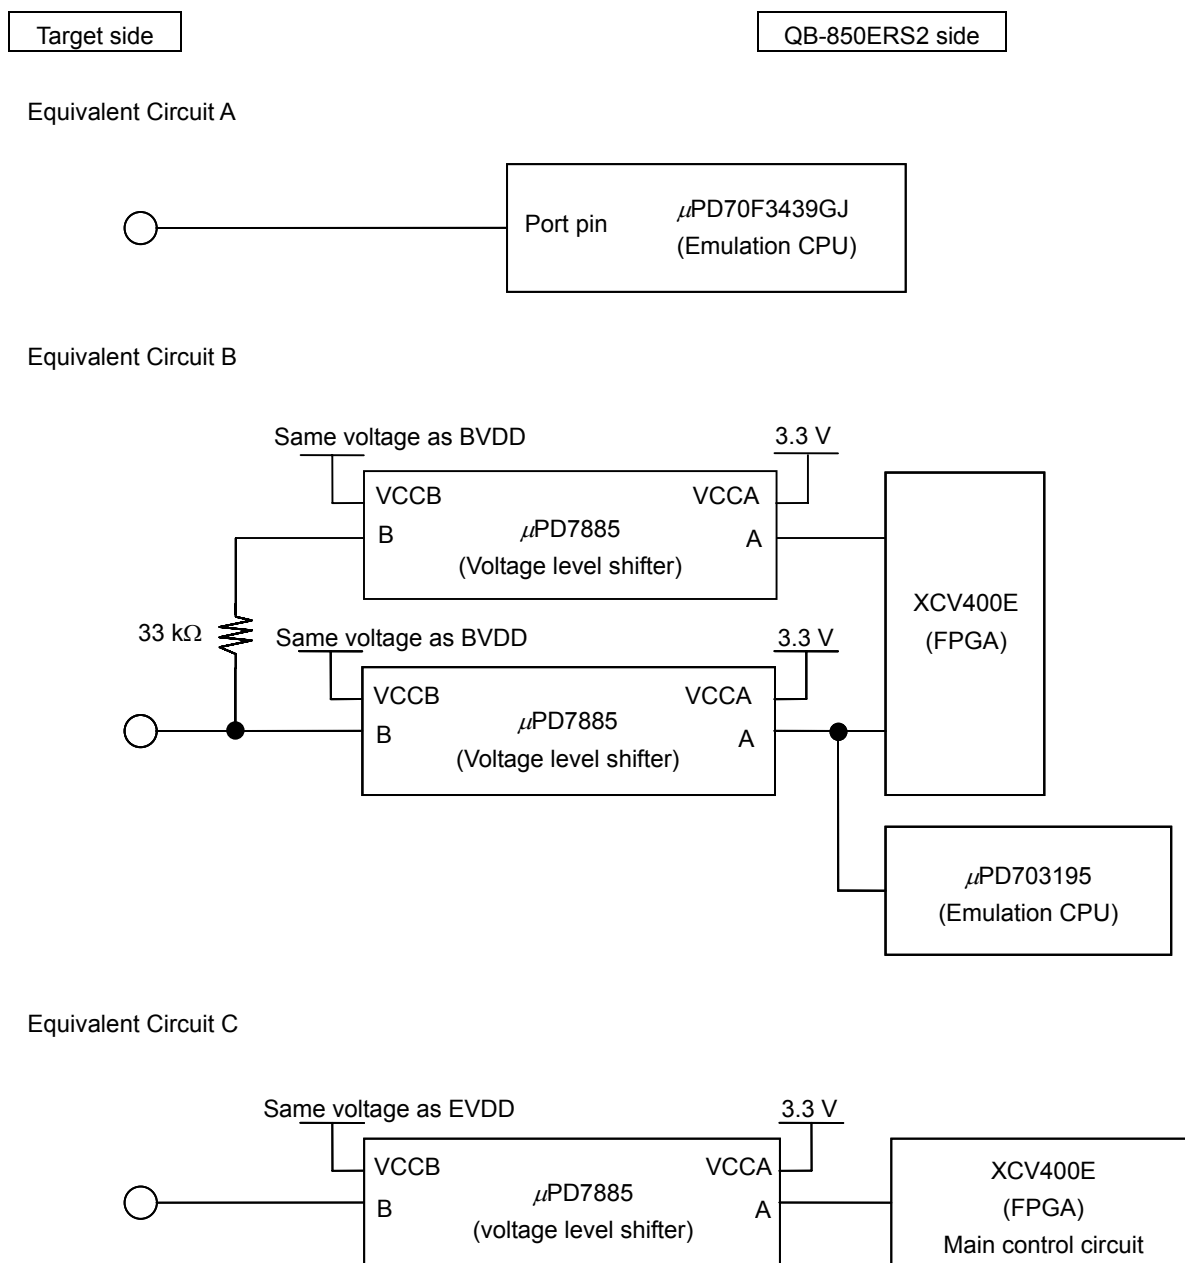 Target side
QB-850ERS2 side
Equivalent Circuit A
Port pin
μPD70F3439GJ
(Emulation CPU)
Equivalent Circuit B
Same voltage as BVDD
3.3 V
VCCB
VCCA
B
μPD7885
A
(Voltage level shifter)
XCV400E
(FPGA)
33 kΩ
Same voltage as BVDD
3.3 V
VCCB
VCCA
B
μPD7885
A
(Voltage level shifter)
μPD703195
(Emulation CPU)
Equivalent Circuit C
Same voltage as EVDD
3.3 V
VCCB
VCCA
B
μPD7885
A
(voltage level shifter)
XCV400E
(FPGA)
Main control circuit